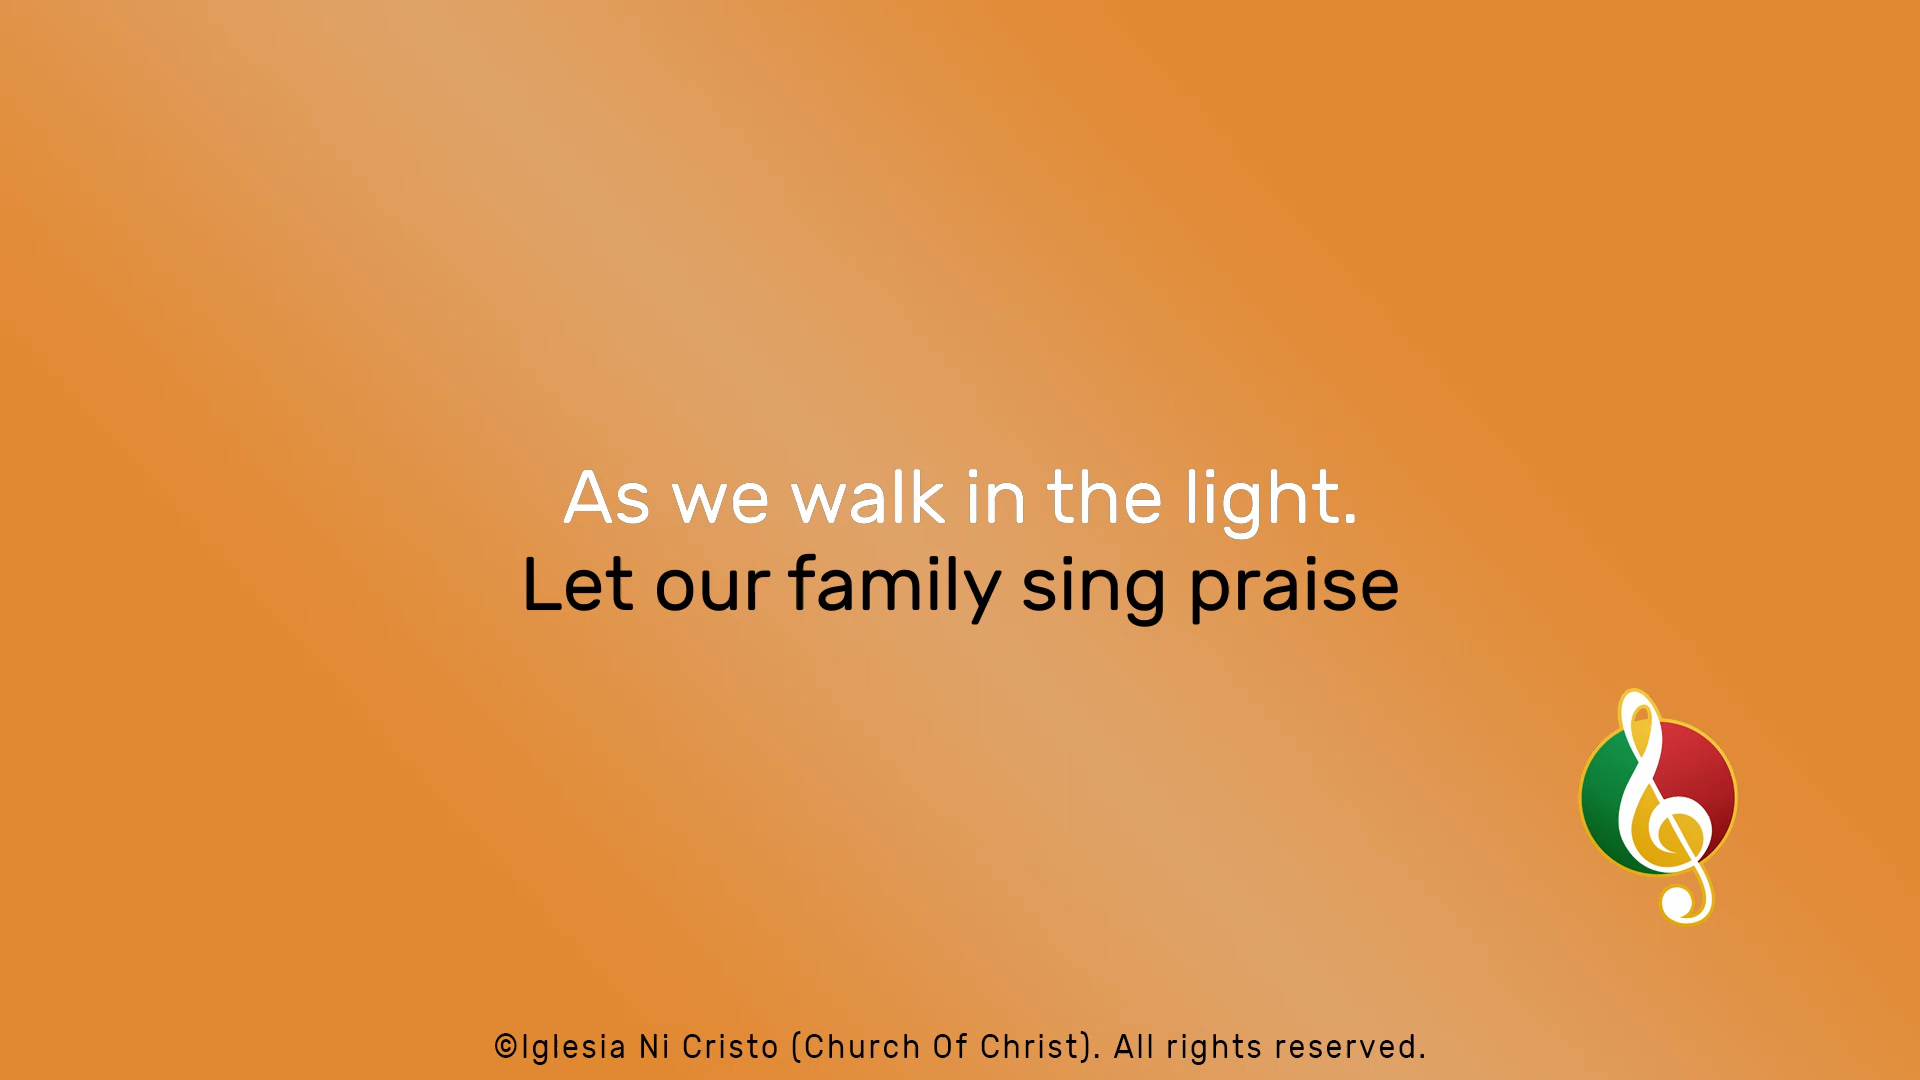 As we walk in the light.
Let our family sing praise
©Iglesia Ni Cristo (Church Of Christ). All rights reserved.